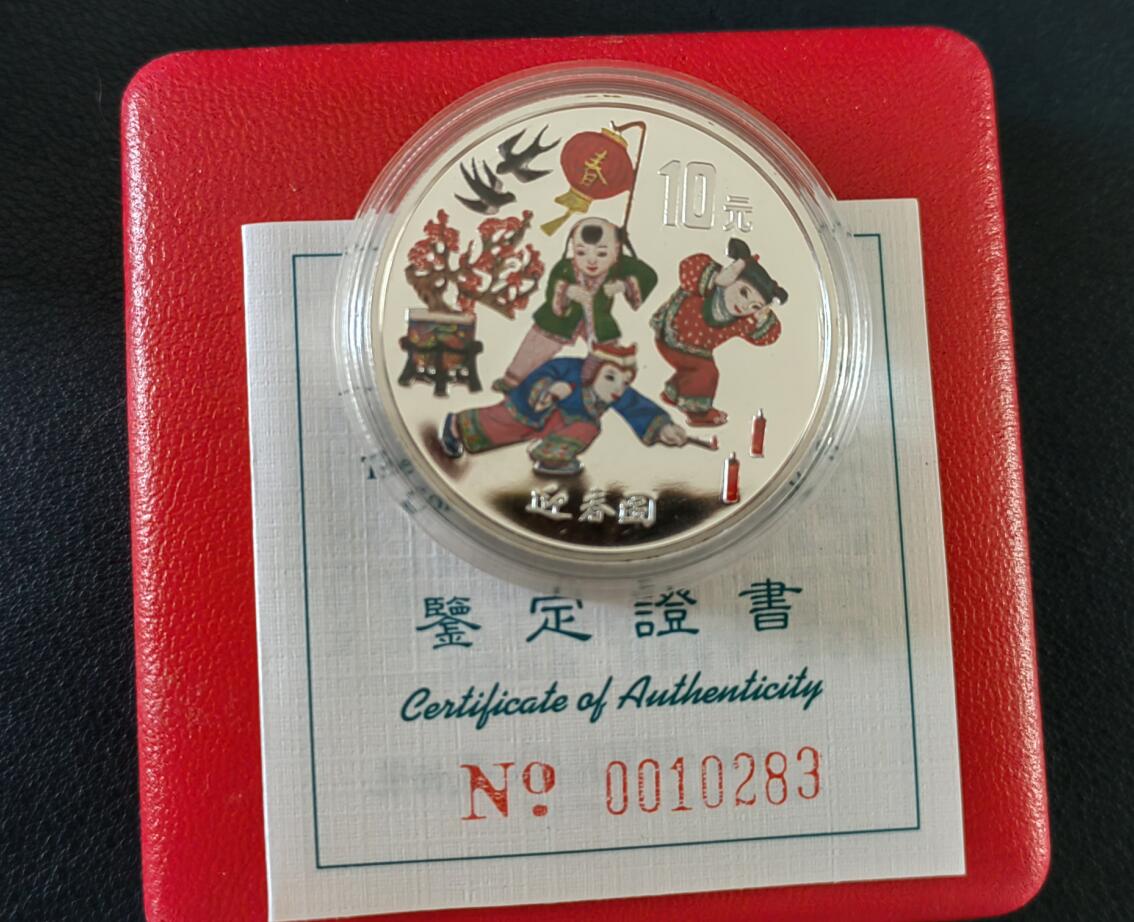 春
10元
迎春图
鑒定證書
Certificate of Authenticity
Nº 0010283